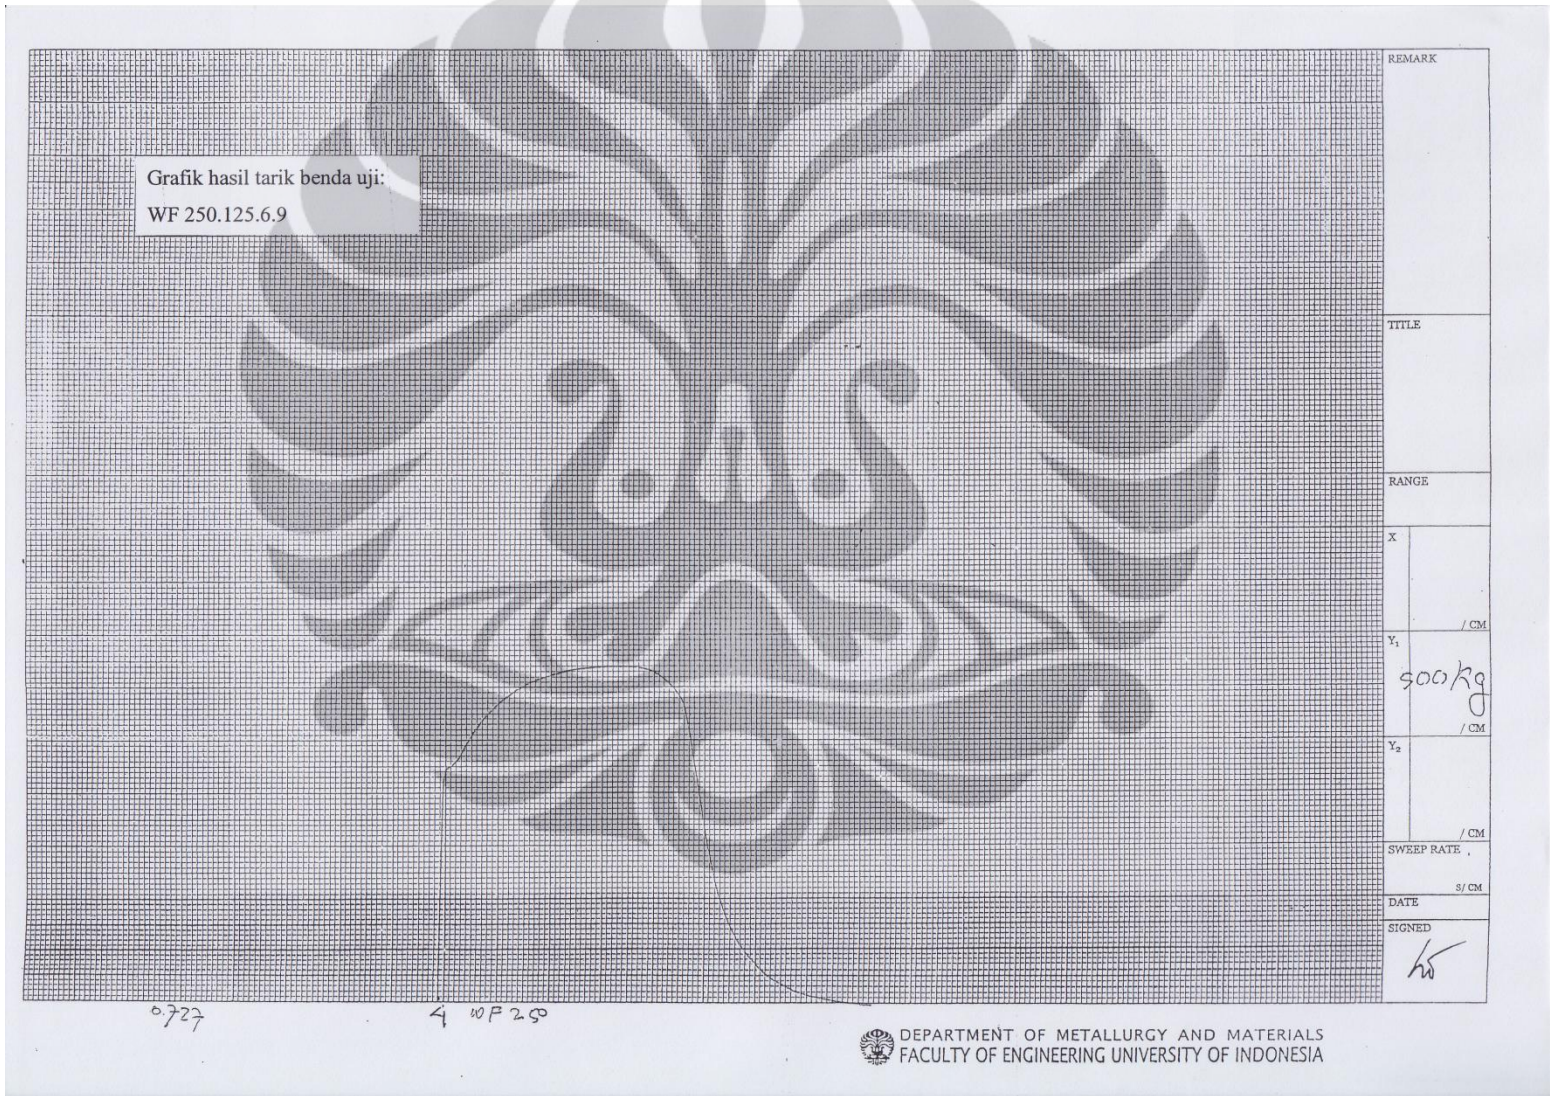 Grafik hasil tarik benda uji:
WF 250.125.6.9
REMARK
TITLE
RANGE
X
/ CM
Y₁
500 Kg
/ CM
Y₂
/ CM
SWEEP RATE
S/ CM
DATE
SIGNED
0.727
4 WF 250
DEPARTMENT OF METALLURGY AND MATERIALS
FACULTY OF ENGINEERING UNIVERSITY OF INDONESIA